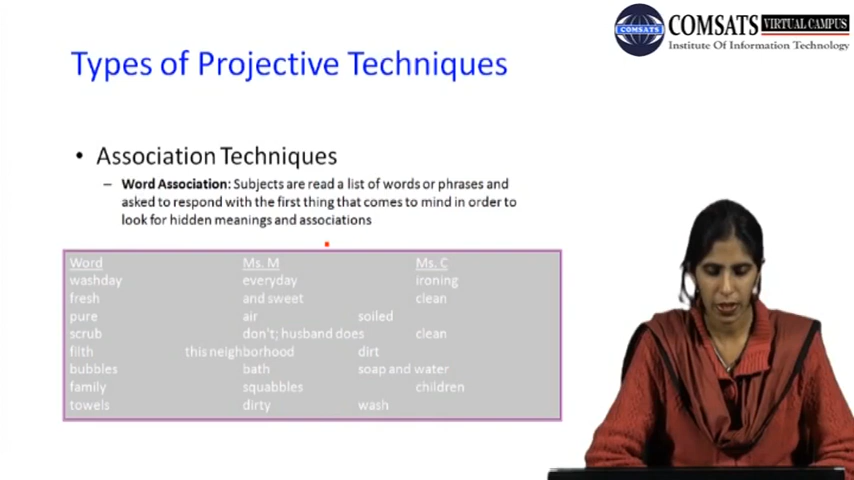 COMSATS VIRTUAL CAMPUS
COMSATS
Institute Of Information Technology
Types of Projective Techniques
• Association Techniques
– Word Association: Subjects are read a list of words or phrases and
asked to respond with the first thing that comes to mind in order to
look for hidden meanings and associations
Word Ms. M Ms. C
washday everyday ironing
fresh and sweet clean
pure air soiled
scrub don't; husband does clean
filth this neighborhood dirt
bubbles bath soap and water
family squabbles children
towels dirty wash